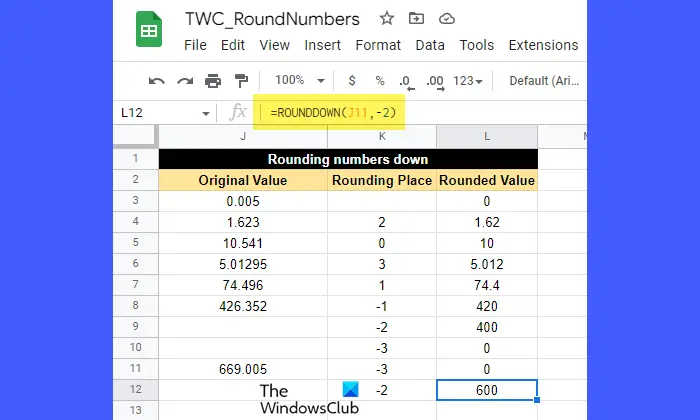 TWC_RoundNumbers
File Edit View Insert Format Data Tools Extensions
100% $ % .0 .00 123 Default (Ari...
L12 fx =ROUNDDOWN(J11,-2)
J K L
1 Rounding numbers down
2 Original Value Rounding Place Rounded Value
3 0.005 0
4 1.623 2 1.62
5 10.541 0 10
6 5.01295 3 5.012
7 74.496 1 74.4
8 426.352 -1 420
9 -2 400
10 -3 0
11 669.005 -3 0
12 -2 600
13
The
WindowsClub